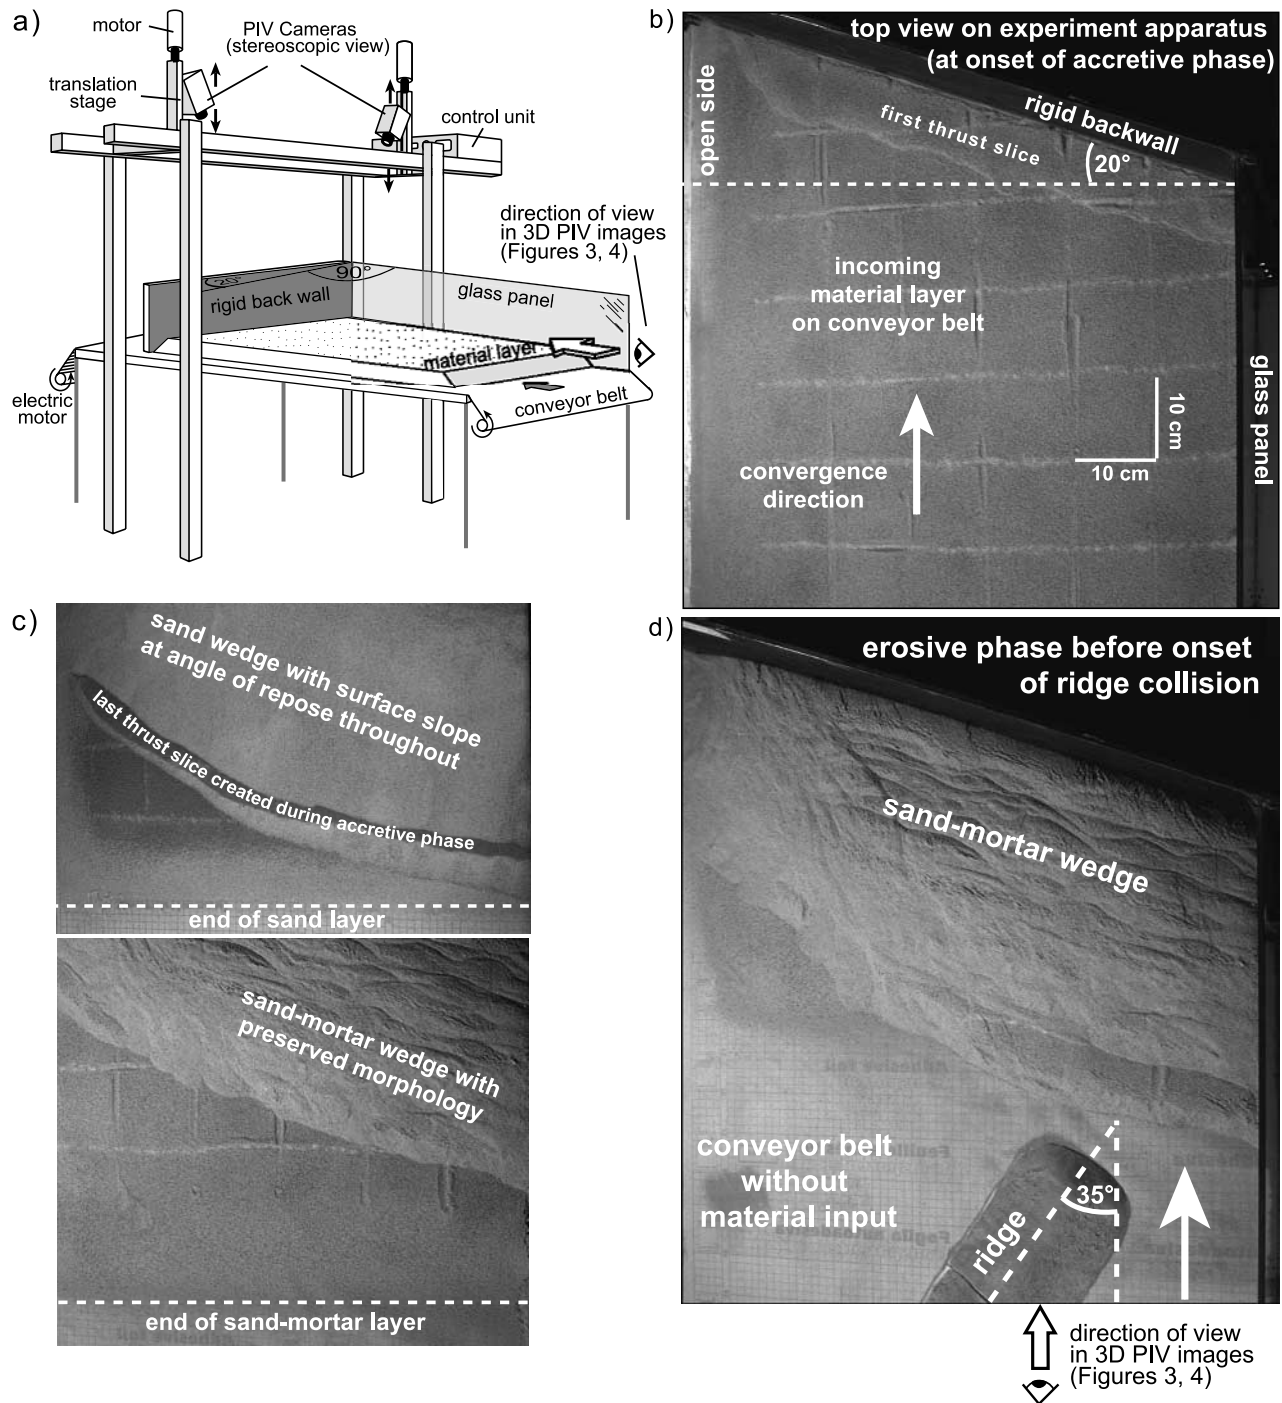 a)
motor
PIV Cameras
(stereoscopic view)
translation
stage
control unit
direction of view
in 3D PIV images
(Figures 3, 4)
20°
90°
rigid back wall
glass panel
material layer
electric
motor
conveyor belt
b)
top view on experiment apparatus
(at onset of accretive phase)
open side
first thrust slice
rigid backwall
20°
incoming
material layer
on conveyor belt
convergence
direction
10 cm
10 cm
glass panel
c)
sand wedge with surface slope
at angle of repose throughout
last thrust slice created during accretive phase
end of sand layer
sand-mortar wedge with
preserved morphology
end of sand-mortar layer
d)
erosive phase before onset
of ridge collision
sand-mortar wedge
conveyor belt
without
material input
ridge
35°
direction of view
in 3D PIV images
(Figures 3, 4)